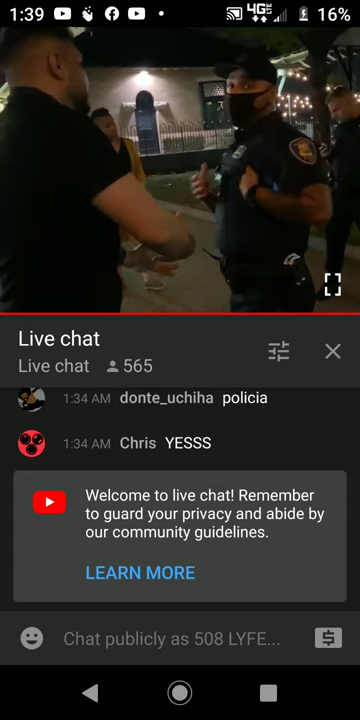 1:39 4G LTE 16%
Live chat
Live chat 565
1:34 AM donte_uchiha policia
1:34 AM Chris YESSS
Welcome to live chat! Remember
to guard your privacy and abide by
our community guidelines.
LEARN MORE
Chat publicly as 508 LYFE...